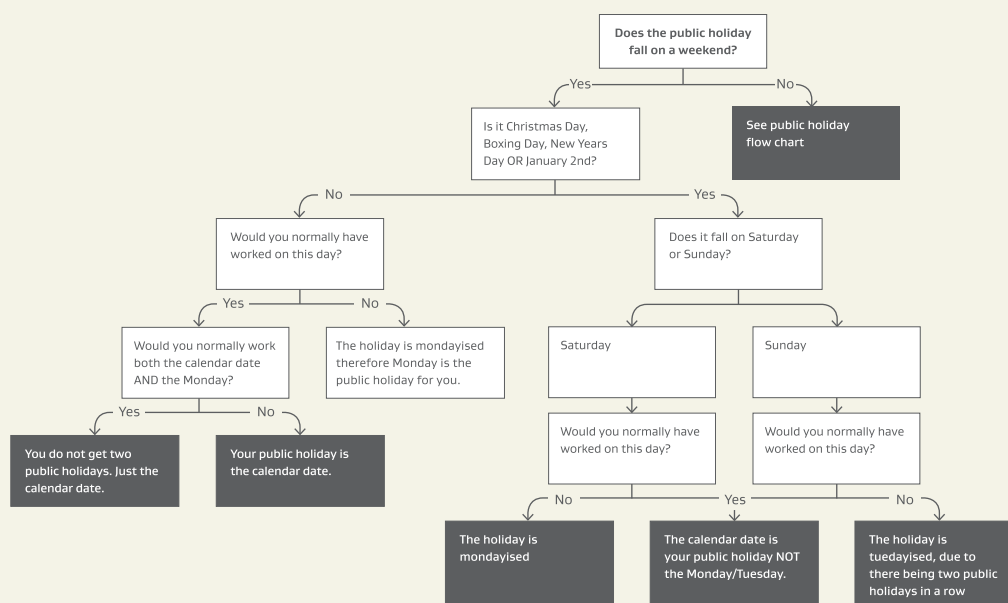 Does the public holiday
fall on a weekend?
Yes
No
Is it Christmas Day,
Boxing Day, New Years
Day OR January 2nd?
See public holiday
flow chart
No
Yes
Would you normally have
worked on this day?
Does it fall on Saturday
or Sunday?
Yes
No
Would you normally work
both the calendar date
AND the Monday?
The holiday is mondayised
therefore Monday is the
public holiday for you.
Saturday
Sunday
Yes
No
You do not get two
public holidays. Just the
calendar date.
Your public holiday is
the calendar date.
Would you normally have
worked on this day?
Would you normally have
worked on this day?
No
Yes
No
The holiday is
mondayised
The calendar date is
your public holiday NOT
the Monday/Tuesday.
The holiday is
tuedayised, due to
there being two public
holidays in a row